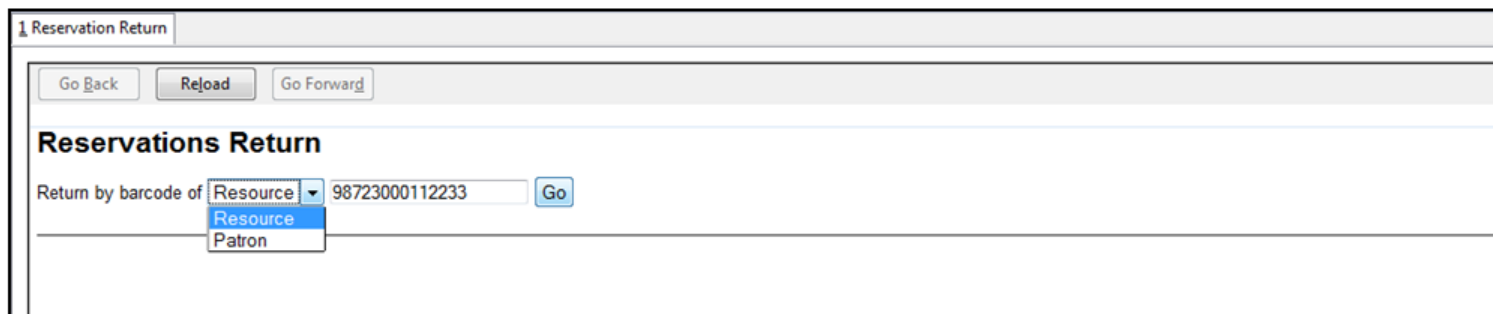 1 Reservation Return
Go Back Reload Go Forward
Reservations Return
Return by barcode of Resource 98723000112233 Go
Resource
Patron